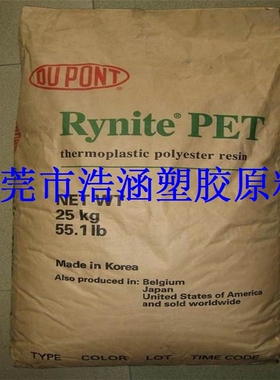 DU PONT
Rynite® PET
thermoplastic polyester resin
莞市浩涵塑胶原料
NET WT
25 kg
55.1 lb
Made in Korea
Also produced in: Belgium
Japan
United States of America
and sold worldwide
TYPE COLOR LOT TIME CODE